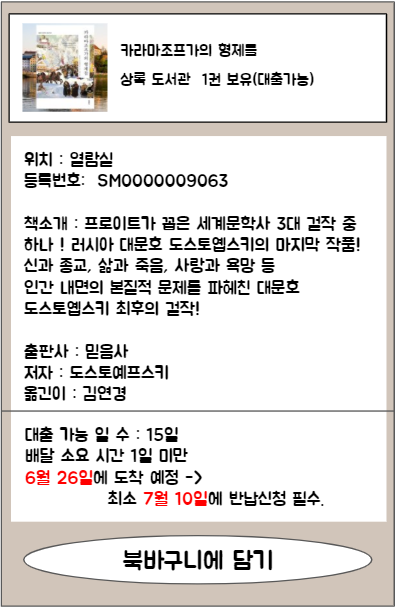 카라마조프가의 형제들
상록 도서관 1권 보유(대출가능)
위치 : 열람실
등록번호: SM0000009063
책소개 : 프로이트가 꼽은 세계문학사 3대 걸작 중
하나 ! 러시아 대문호 도스토옙스키의 마지막 작품!
신과 종교, 삶과 죽음, 사랑과 욕망 등
인간 내면의 본질적 문제를 파헤친 대문호
도스토옙스키 최후의 걸작!
출판사 : 믿음사
저자 : 도스토예프스키
옮긴이 : 김연경
대출 가능 일 수 : 15일
배달 소요 시간 1일 미만
6월 26일에 도착 예정 ->
최소 7월 10일에 반납신청 필수.
북바구니에 담기